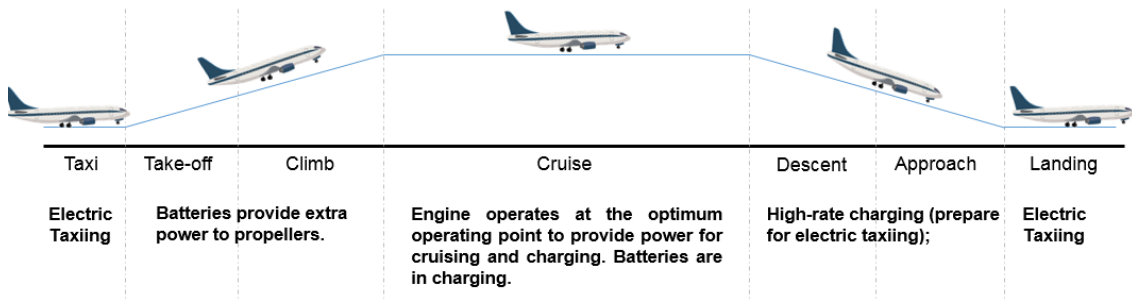 Taxi
Take-off
Climb
Cruise
Descent
Approach
Landing
Electric
Taxiing
Batteries provide extra
power to propellers.
Engine operates at the optimum
operating point to provide power for
cruising and charging. Batteries are
in charging.
High-rate charging (prepare
for electric taxiing);
Electric
Taxiing